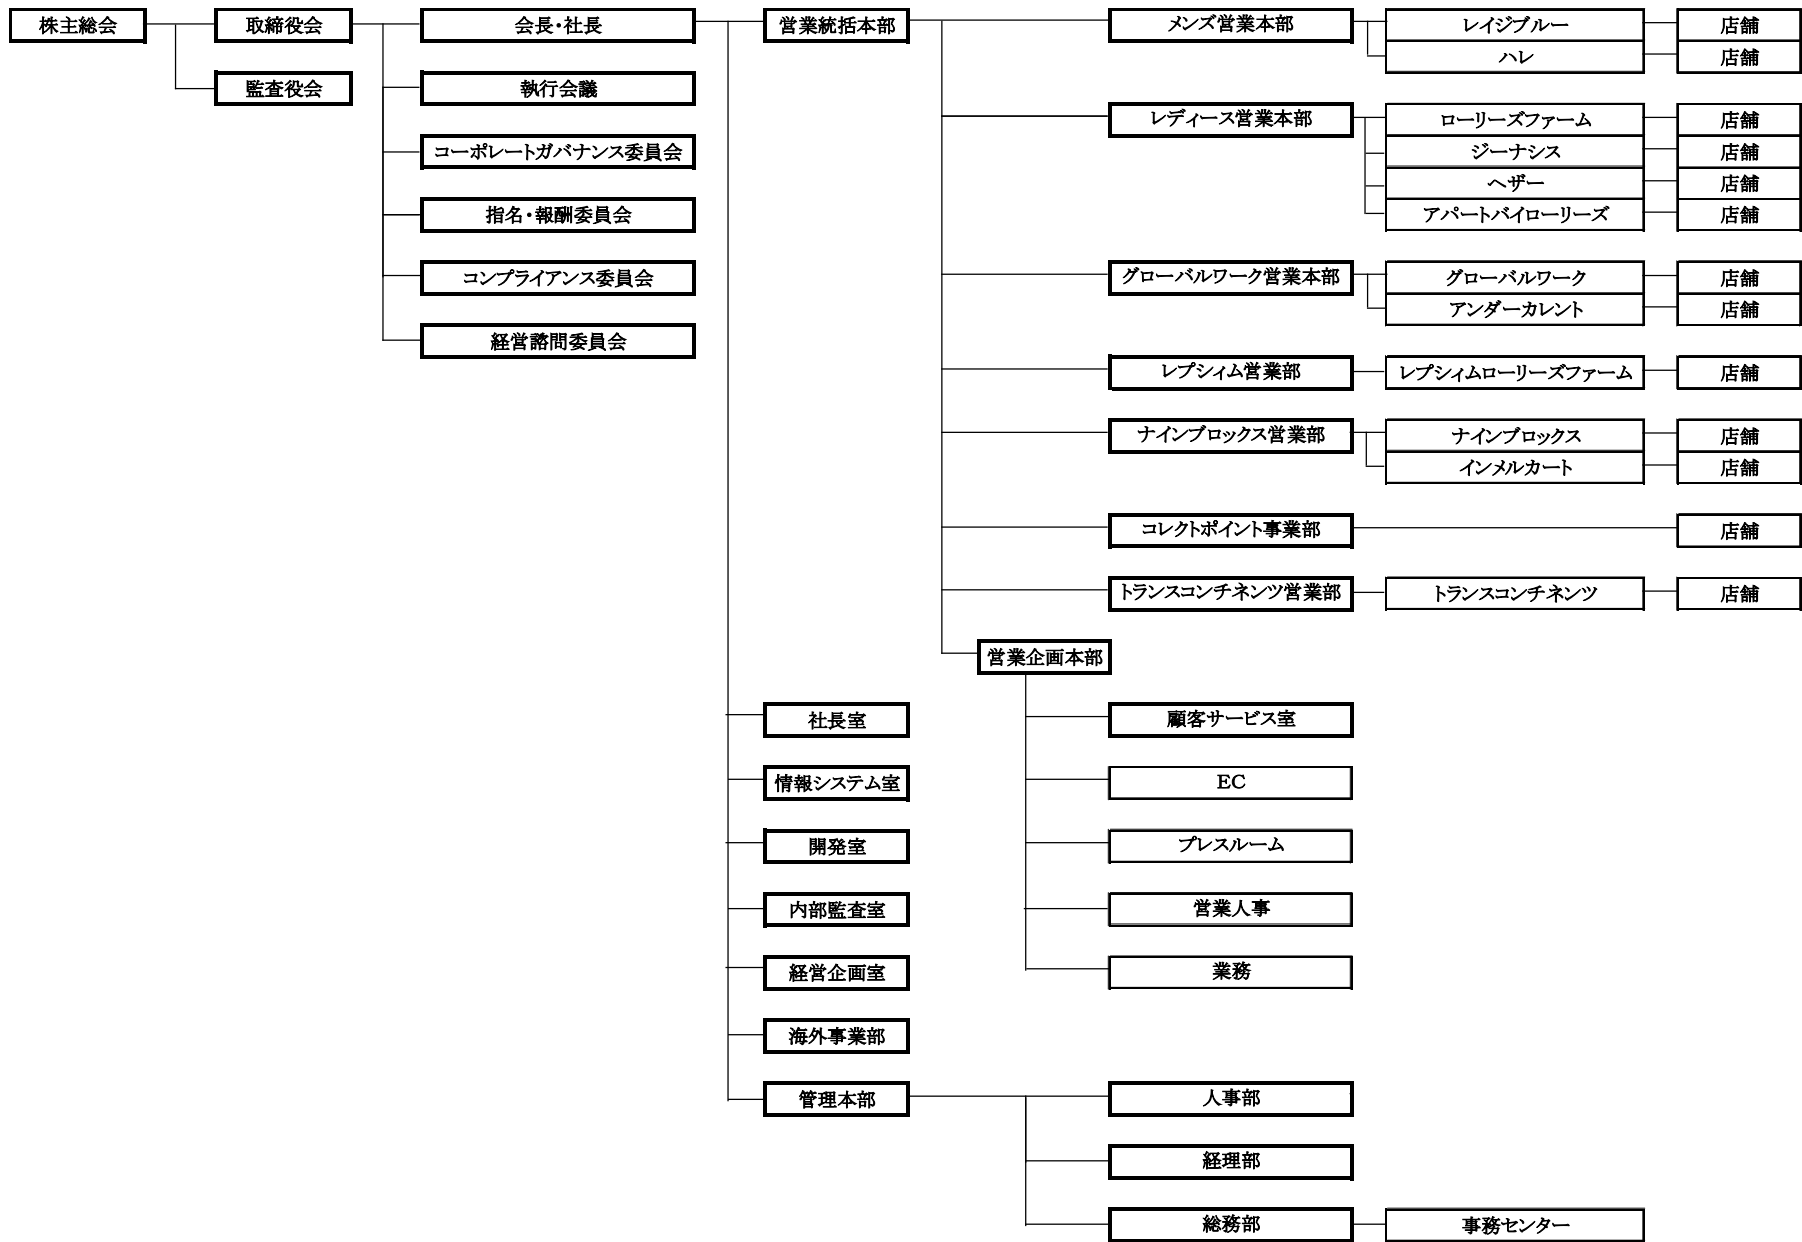 株主総会
取締役会
会長・社長
営業統括本部
メンズ営業本部
レイジブルー
店舗
ハレ
店舗
監査役会
執行会議
レディース営業本部
ローリーズファーム
店舗
コーポレートガバナンス委員会
ジーナシス
店舗
ヘザー
店舗
指名・報酬委員会
アパートバイローリーズ
店舗
コンプライアンス委員会
グローバルワーク営業本部
グローバルワーク
店舗
アンダーカレント
店舗
経営諮問委員会
レプシィム営業部
レプシィムローリーズファーム
店舗
ナインブロックス営業部
ナインブロックス
店舗
インメルカート
店舗
コレクトポイント事業部
店舗
トランスコンチネンツ営業部
トランスコンチネンツ
店舗
営業企画本部
社長室
顧客サービス室
情報システム室
EC
開発室
プレスルーム
内部監査室
営業人事
経営企画室
業務
海外事業部
管理本部
人事部
経理部
総務部
事務センター